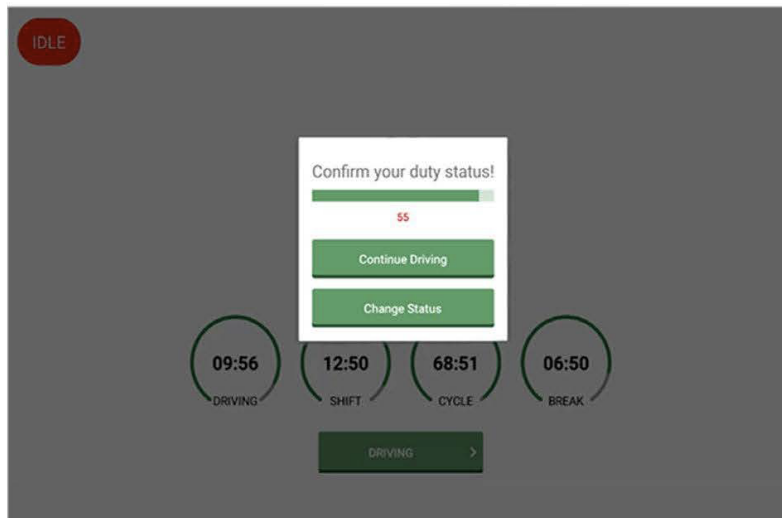 IDLE
Confirm your duty status!
55
Continue Driving
Change Status
09:56 12:50 68:51 06:50
DRIVING SHIFT CYCLE BREAK
DRIVING